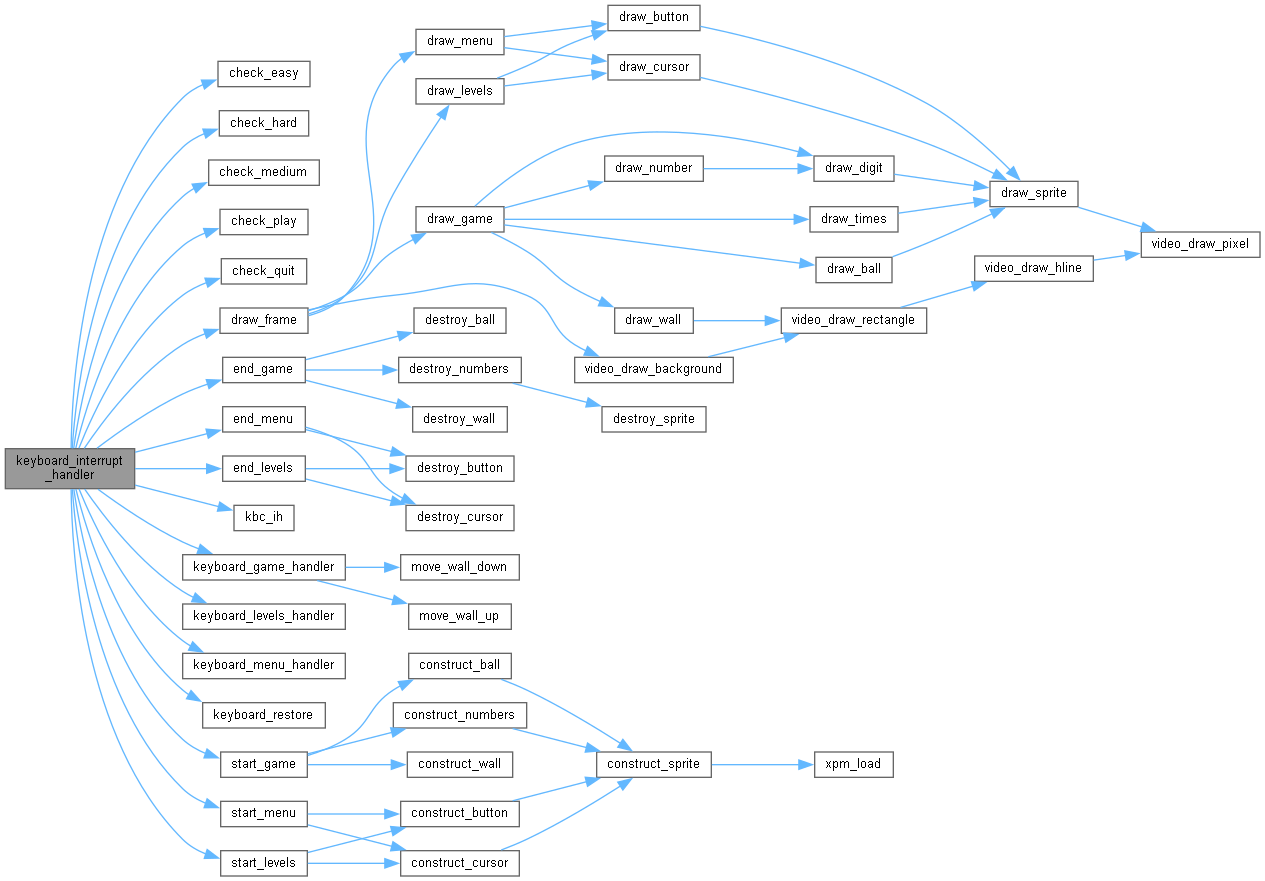 keyboard_interrupt
_handler
check_easy
check_hard
check_medium
check_play
check_quit
draw_frame
end_game
end_menu
end_levels
kbc_ih
keyboard_game_handler
keyboard_levels_handler
keyboard_menu_handler
keyboard_restore
start_game
start_menu
start_levels
draw_menu
draw_levels
draw_game
destroy_ball
destroy_numbers
destroy_wall
destroy_button
destroy_cursor
move_wall_down
move_wall_up
construct_ball
construct_numbers
construct_wall
construct_button
construct_cursor
draw_button
draw_cursor
draw_number
draw_wall
video_draw_background
destroy_sprite
construct_sprite
draw_digit
draw_times
draw_ball
video_draw_rectangle
xpm_load
draw_sprite
video_draw_hline
video_draw_pixel